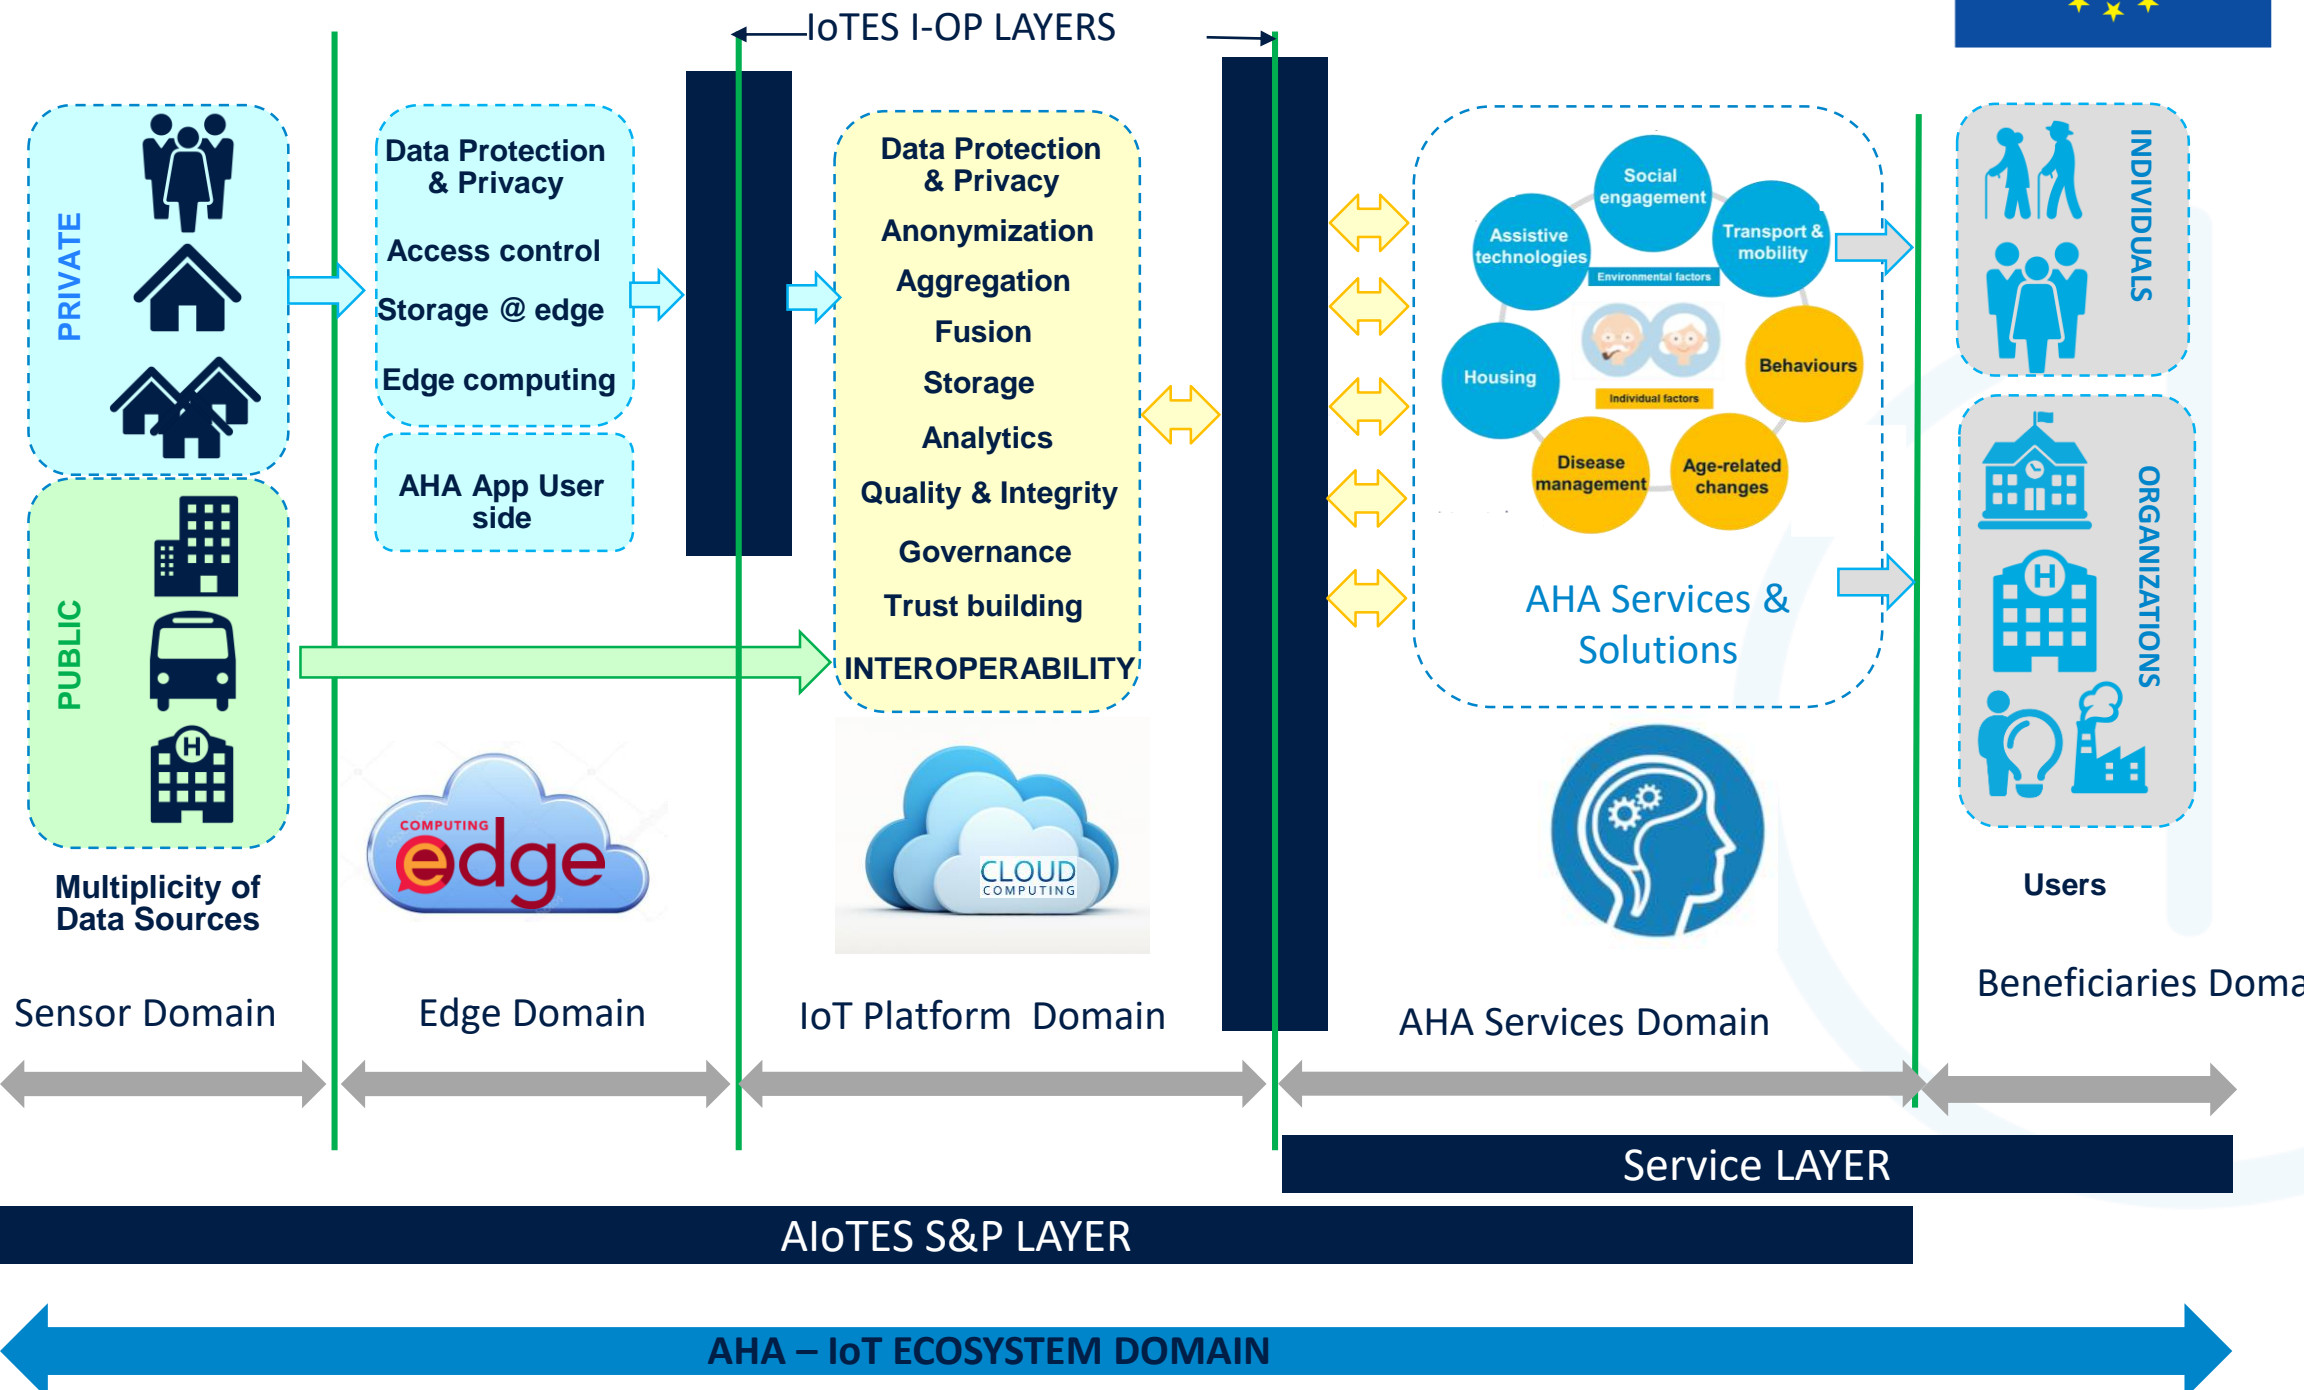 IoTES I-OP LAYERS
PRIVATE
PUBLIC
Multiplicity of
Data Sources
Sensor Domain
Data Protection
& Privacy
Access control
Storage @ edge
Edge computing
AHA App User
side
COMPUTING
edge
Edge Domain
Data Protection
& Privacy
Anonymization
Aggregation
Fusion
Storage
Analytics
Quality & Integrity
Governance
Trust building
INTEROPERABILITY
CLOUD
COMPUTING
IoT Platform Domain
Social
engagement
Assistive
technologies
Transport &
mobility
Environmental factors
Housing
Behaviours
Individual factors
Disease
management
Age-related
changes
AHA Services &
Solutions
AHA Services Domain
INDIVIDUALS
H
ORGANIZATIONS
H
Users
Beneficiaries Doma
Service LAYER
AIoTES S&P LAYER
AHA – IoT ECOSYSTEM DOMAIN